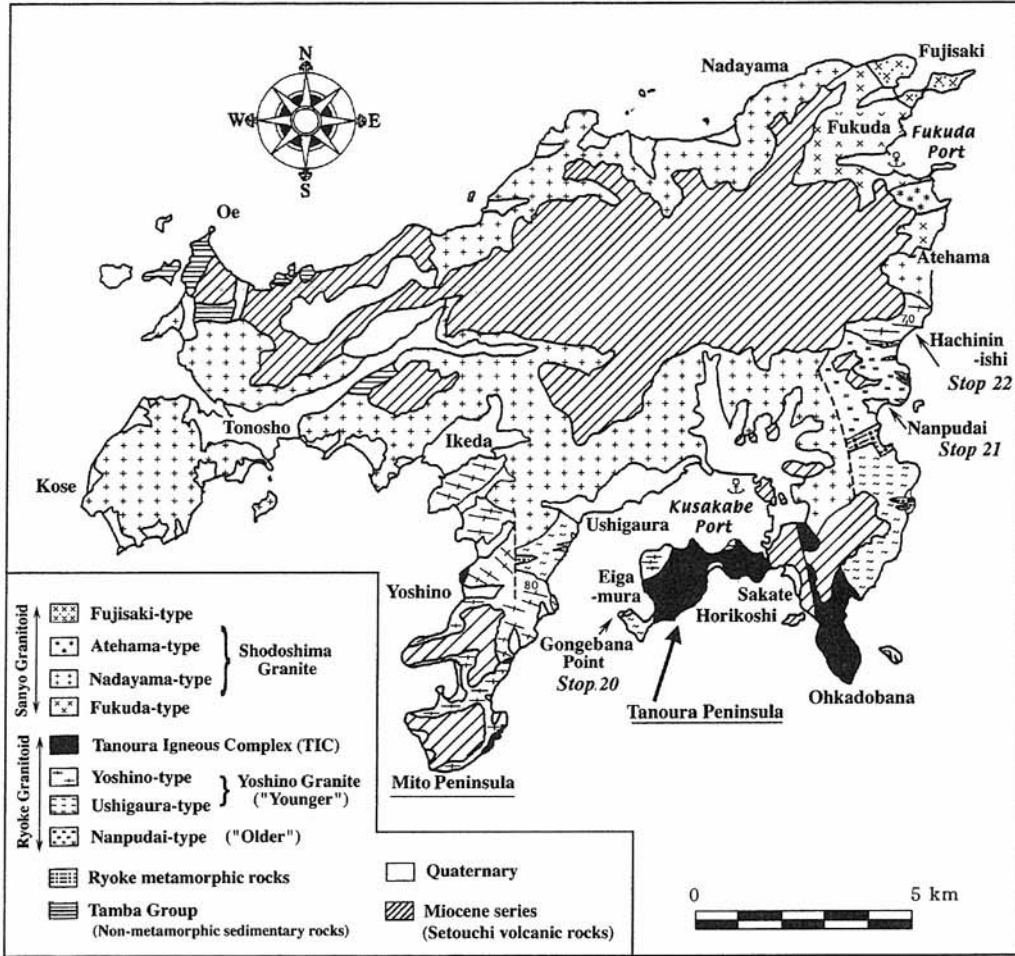 N
W
E
S
Nadayama
Fujisaki
Fukuda
Fukuda
Port
Oe
Atehama
70
Hachinin
-ishi
Stop 22
Nanpudai
Stop 21
Tonosho
Ikeda
Kose
Ushigaura
Kusakabe
Port
Yoshino
80
Eiga
-mura
Sakate
Horikoshi
Gongebana
Point
Stop 20
Tanoura Peninsula
Ohkadobana
Mito Peninsula
Sanyo Granitoid
Fujisaki-type
Atehama-type
Nadayama-type
Fukuda-type
Shodoshima
Granite
Ryoke Granitoid
Tanoura Igneous Complex (TIC)
Yoshino-type
Ushigaura-type
Yoshino Granite
("Younger")
Nanpudai-type ("Older")
Ryoke metamorphic rocks
Tamba Group
(Non-metamorphic sedimentary rocks)
Quaternary
Miocene series
(Setouchi volcanic rocks)
0 5 km